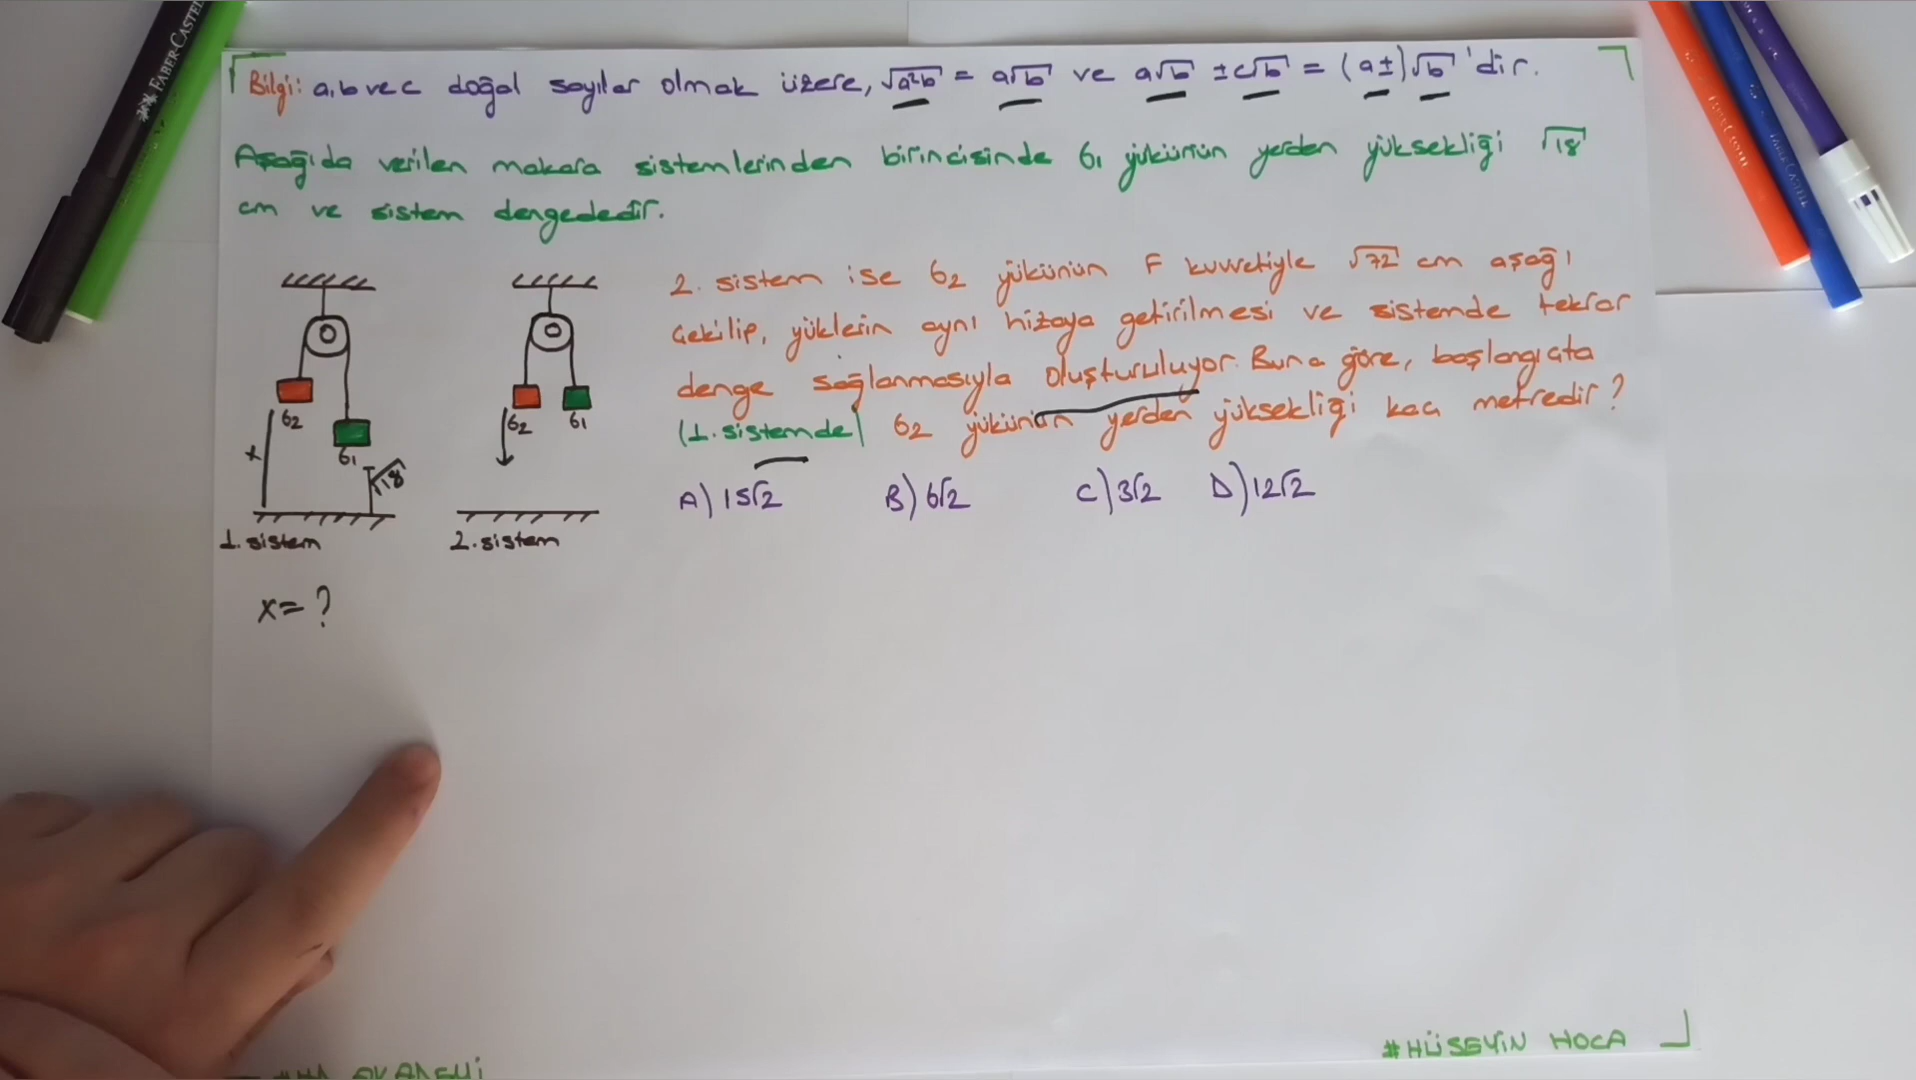 Bilgi: a,b ve c doğal sayılar olmak üzere, √a²b = a√b ve a√b ±c√b = (a±)√b 'dir.
Aşağıda verilen makara sistemlerinden birincisinde G₁ yükünün yerden yüksekliği √18
cm ve sistem dengededir.
2. sistem ise G₂ yükünün F kuvvetiyle √72 cm aşağı
çekilip, yüklerin aynı hizaya getirilmesi ve sistemde tekrar
denge sağlanmasıyla oluşturuluyor. Buna göre, başlangıçta
(1. sistemde) G₂ yükünün yerden yüksekliği kaç metredir?
A) 15√2 B) 6√2 C) 3√2 D) 12√2
G₂ G₁ x √18
1. sistem
G₂ G₁
2. sistem
x = ?
#HÜSEYİN HOCA
FABER-CASTEL